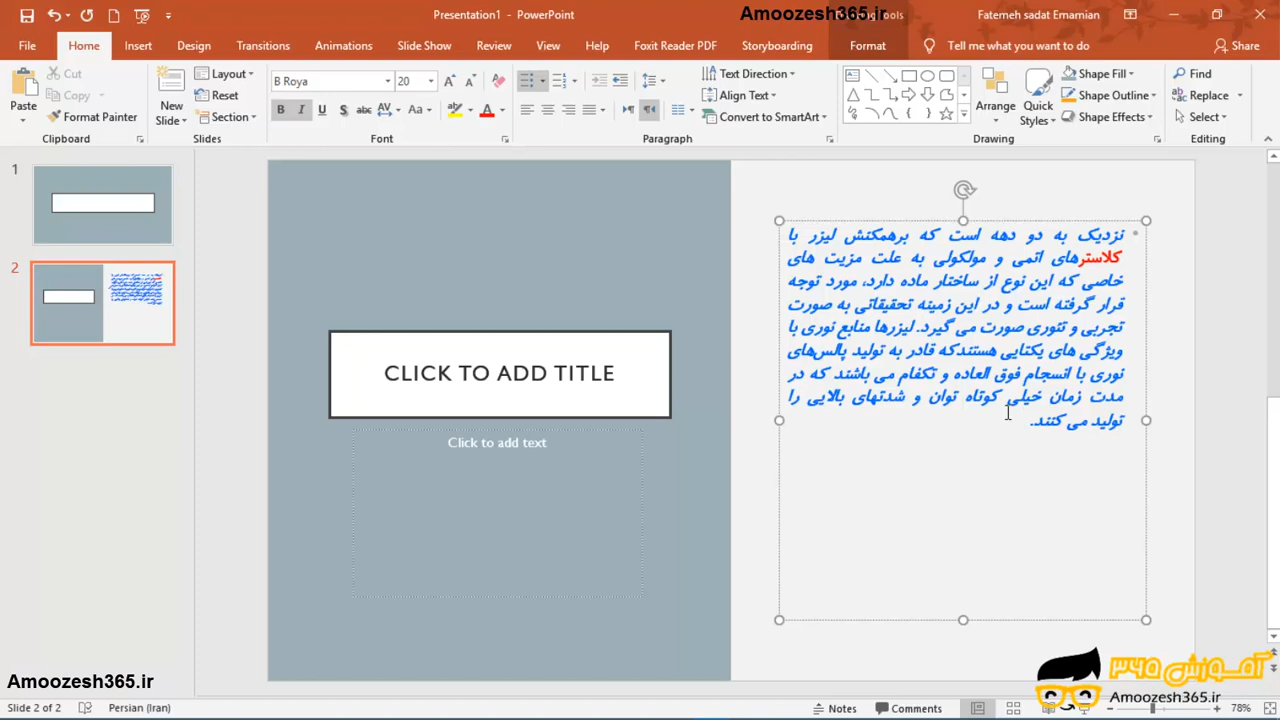 Presentation1 - PowerPoint
Amoozesh365.ir
Fatemeh sadat Emamian
File Home Insert Design Transitions Animations Slide Show Review View Help Foxit Reader PDF Storyboarding Format Tell me what you want to do Share
Paste
Cut
Copy
Format Painter
Clipboard
New Slide
Layout
Reset
Section
Slides
B Roya 20
B I U S abc AV Aa A
Font
Paragraph
Text Direction
Align Text
Convert to SmartArt
Arrange
Quick Styles
Shape Fill
Shape Outline
Shape Effects
Drawing
Find
Replace
Select
Editing
1
2
CLICK TO ADD TITLE
Click to add text
نزدیک به دو دهه است که برهمکنش لیزر با
کلاسترهای اتمی و مولکولی به علت مزیت های
خاصی که این نوع از ساختار ماده دارد، مورد توجه
قرار گرفته است و در این زمینه تحقیقاتی به صورت
تجربی و تئوری صورت می گیرد. لیزرها منابع نوری با
ویژگی های یکتایی هستندکه قادر به تولید پالس‌های
نوری با انسجام فوق العاده و تکفام می باشند که در
مدت زمان خیلی کوتاه توان و شدتهای بالایی را
تولید می کنند.
Amoozesh365.ir
آموزش ۳۶۵
Amoozesh365.ir
Slide 2 of 2 Persian (Iran) Notes Comments 78%